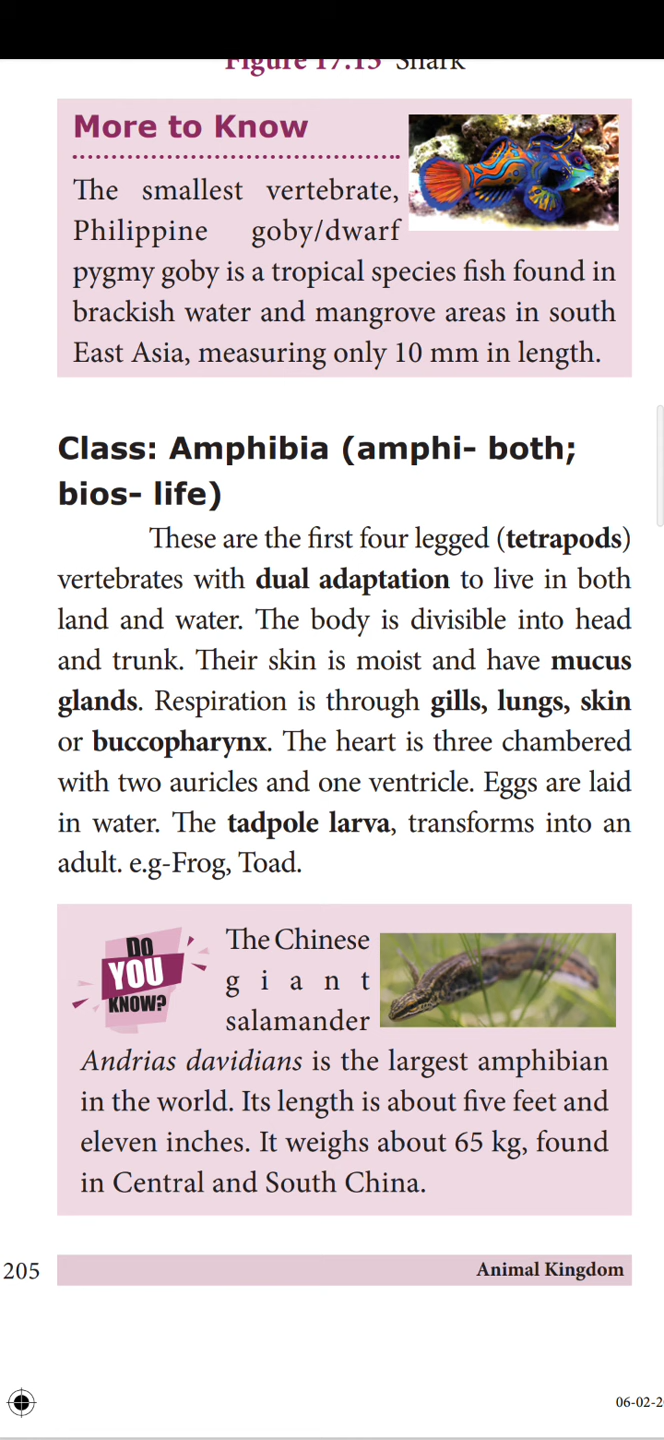 Figure 17.13 Shark
More to Know
The smallest vertebrate,
Philippine goby/dwarf
pygmy goby is a tropical species fish found in
brackish water and mangrove areas in south
East Asia, measuring only 10 mm in length.
Class: Amphibia (amphi- both;
bios- life)
These are the first four legged (tetrapods)
vertebrates with dual adaptation to live in both
land and water. The body is divisible into head
and trunk. Their skin is moist and have mucus
glands. Respiration is through gills, lungs, skin
or buccopharynx. The heart is three chambered
with two auricles and one ventricle. Eggs are laid
in water. The tadpole larva, transforms into an
adult. e.g-Frog, Toad.
DO
YOU
KNOW?
The Chinese
giant
salamander
Andrias davidians is the largest amphibian
in the world. Its length is about five feet and
eleven inches. It weighs about 65 kg, found
in Central and South China.
205
Animal Kingdom
06-02-2